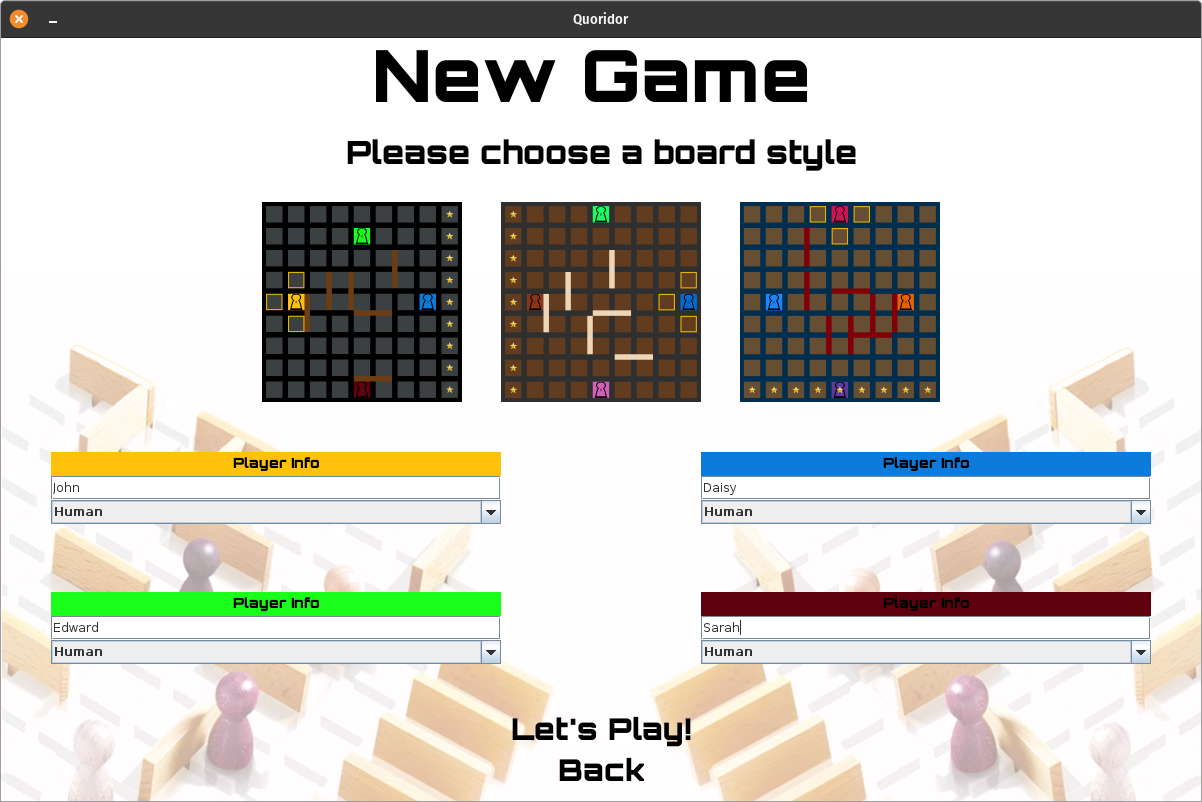 Quoridor
New Game
Please choose a board style
Player Info
John
Human
Player Info
Daisy
Human
Player Info
Edward
Human
Player Info
Sarah
Human
Let's Play!
Back